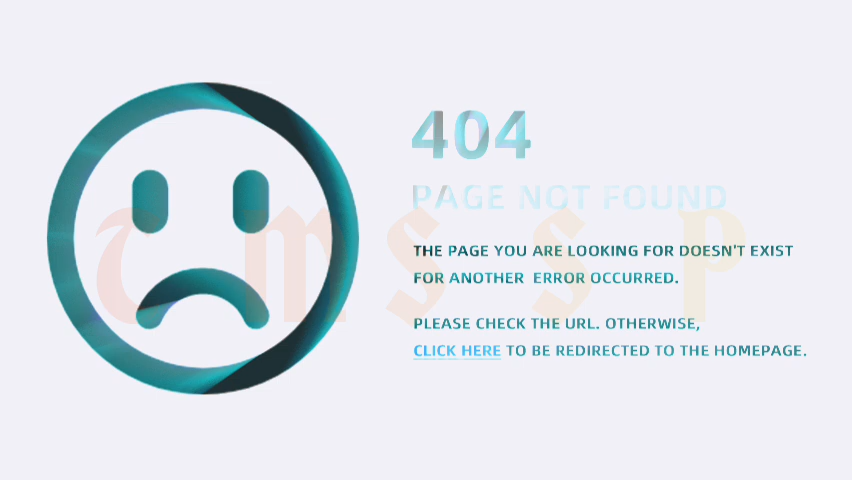 404
PAGE NOT FOUND
THE PAGE YOU ARE LOOKING FOR DOESN'T EXIST
FOR ANOTHER ERROR OCCURRED.
PLEASE CHECK THE URL. OTHERWISE,
CLICK HERE TO BE REDIRECTED TO THE HOMEPAGE.